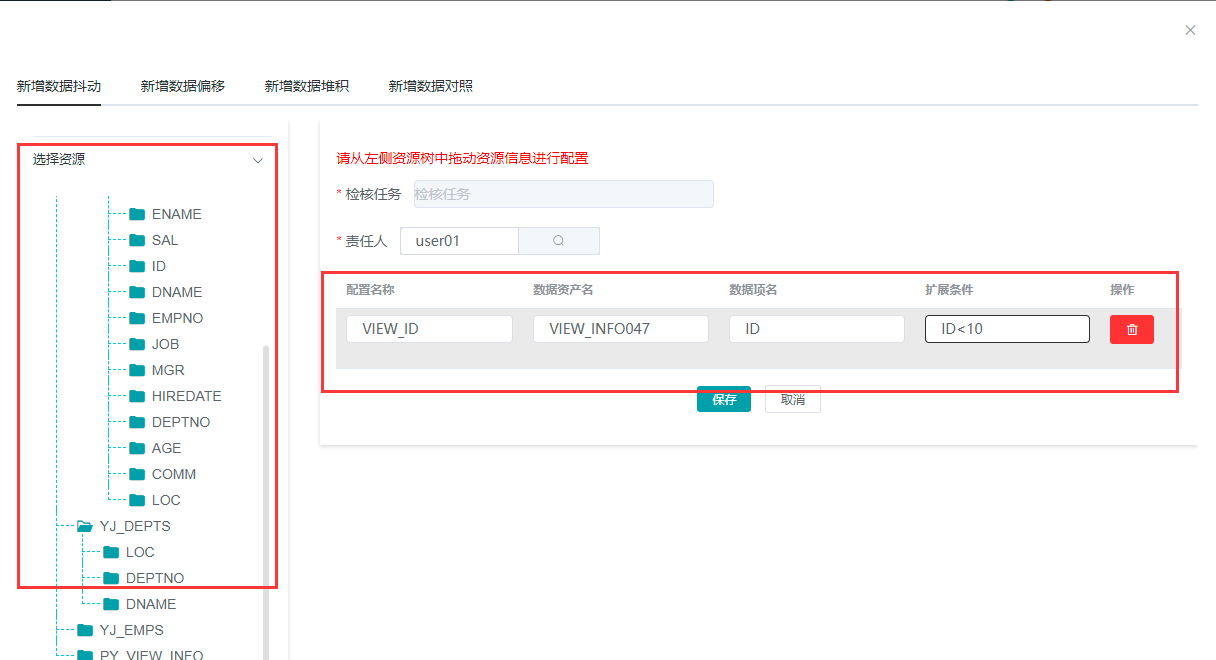 新增数据抖动 新增数据偏移 新增数据堆积 新增数据对照
选择资源
ENAME
SAL
ID
DNAME
EMPNO
JOB
MGR
HIREDATE
DEPTNO
AGE
COMM
LOC
YJ_DEPTS
LOC
DEPTNO
DNAME
YJ_EMPS
PY_VIEW_INFO
请从左侧资源树中拖动资源信息进行配置
* 检核任务 检核任务
* 责任人 user01
配置名称 数据资产名 数据项名 扩展条件 操作
VIEW_ID VIEW_INFO047 ID ID<10
保存 取消